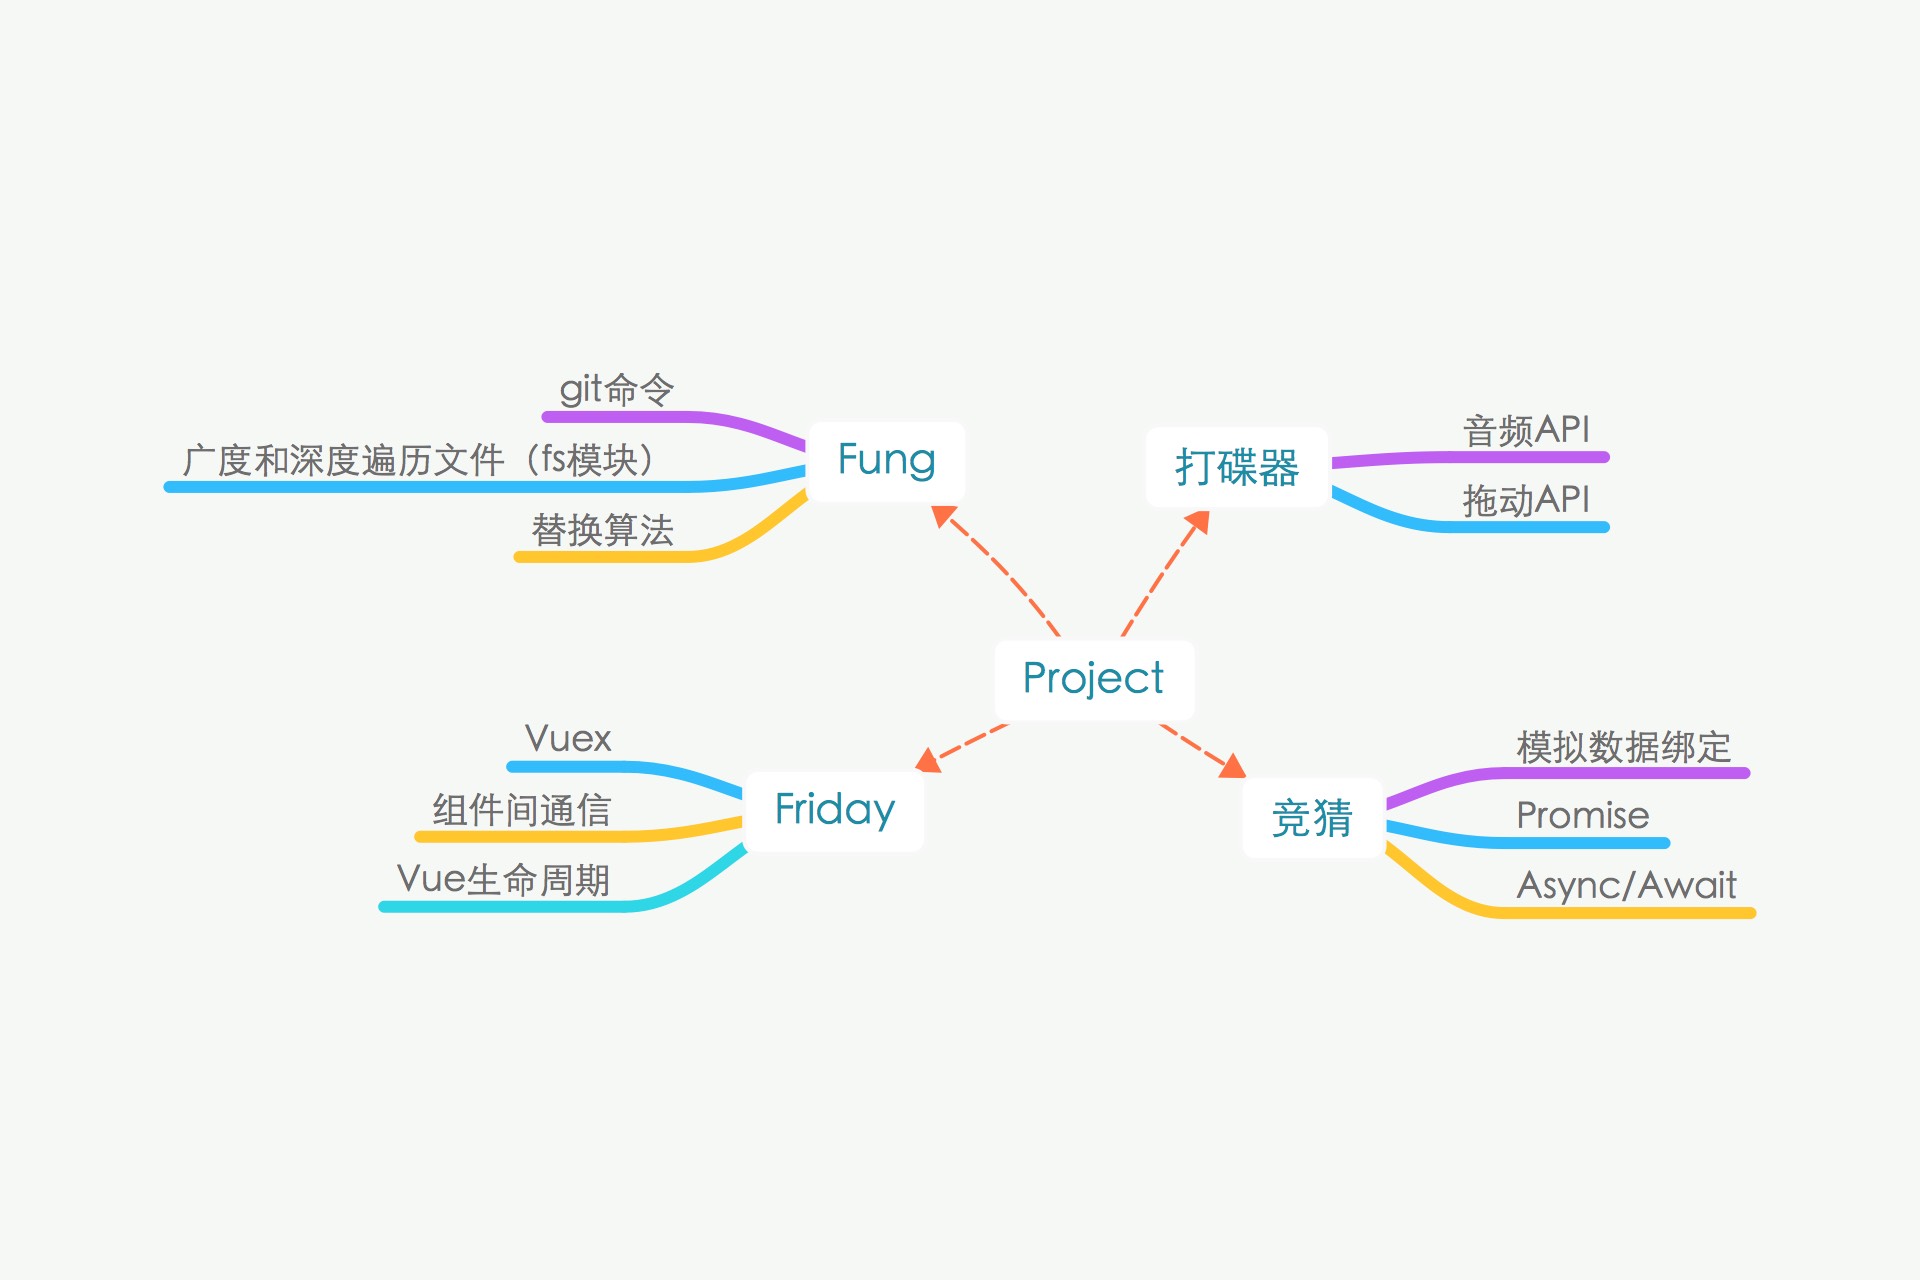 git命令
广度和深度遍历文件（fs模块）
替换算法
Fung
打碟器
音频API
拖动API
Project
Vuex
组件间通信
Vue生命周期
Friday
竞猜
模拟数据绑定
Promise
Async/Await